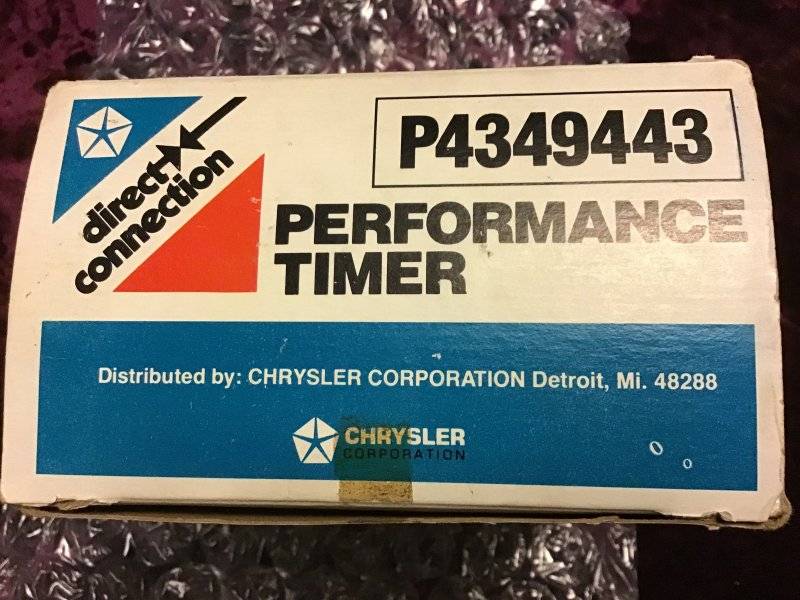 direct
connection
P4349443
PERFORMANCE
TIMER
Distributed by: CHRYSLER CORPORATION Detroit, Mi. 48288
CHRYSLER
CORPORATION